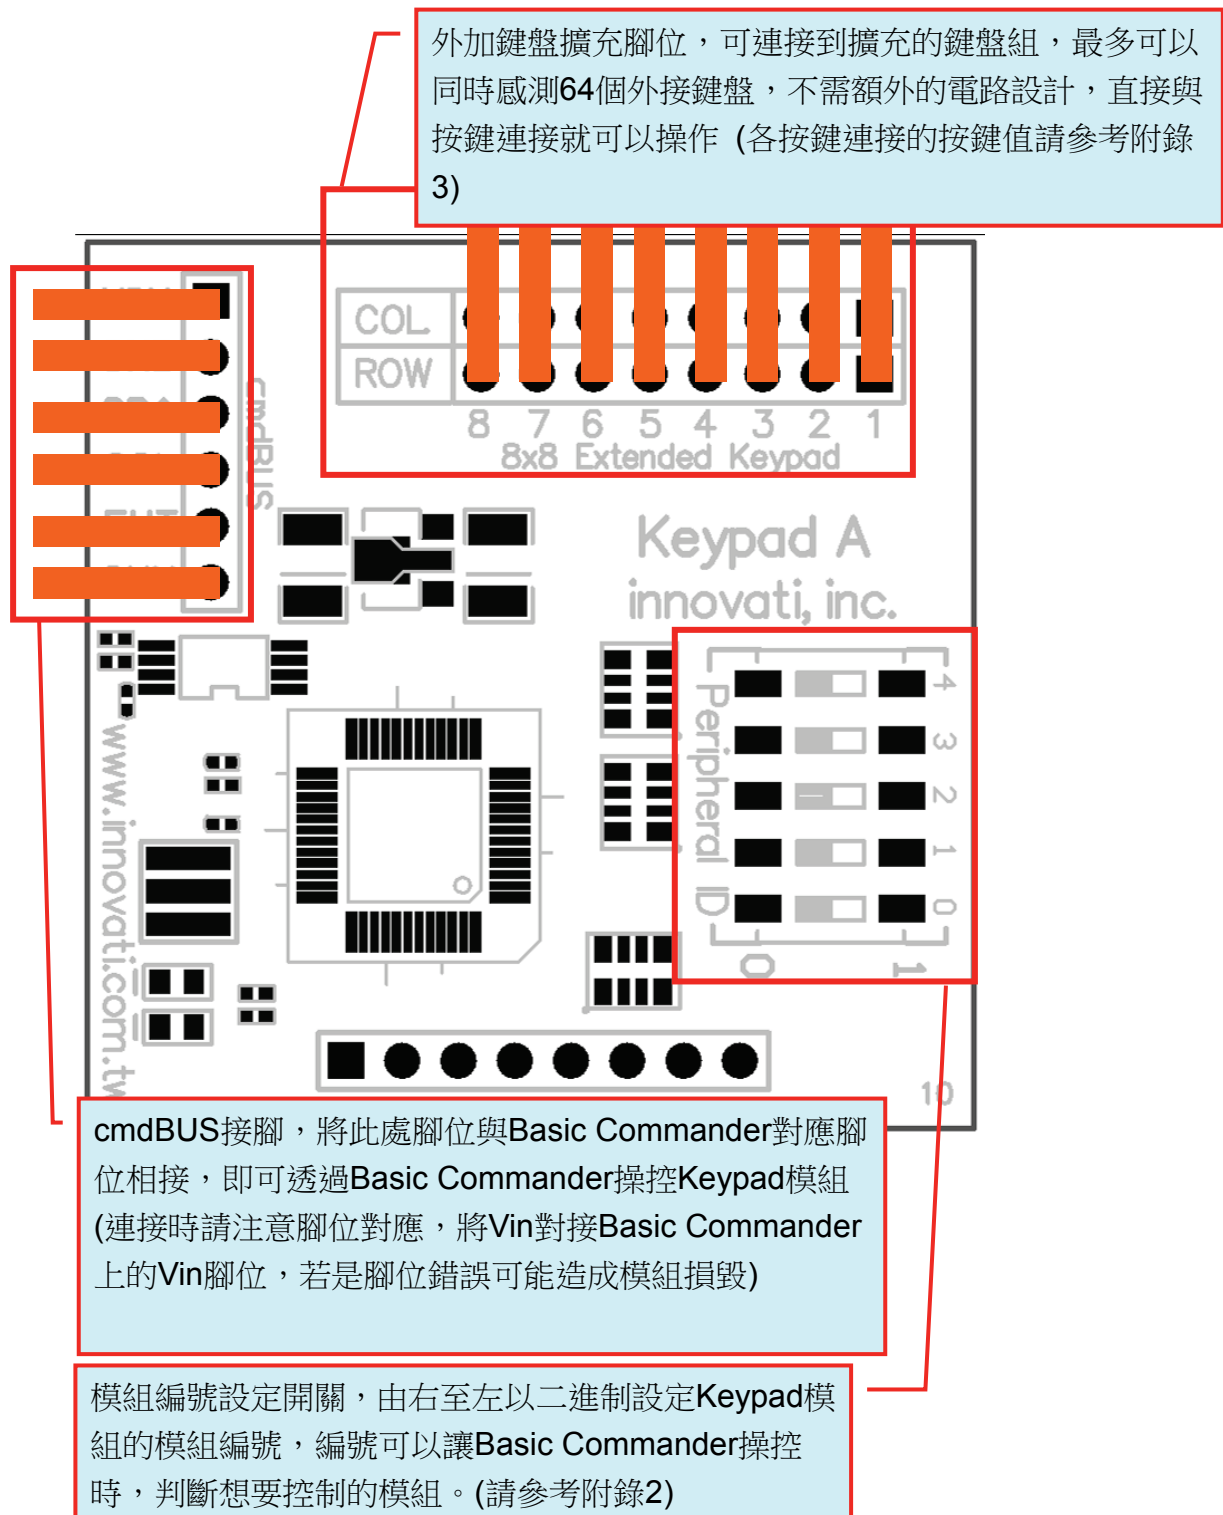 外加鍵盤擴充腳位，可連接到擴充的鍵盤組，最多可以
同時感測64個外接鍵盤，不需額外的電路設計，直接與
按鍵連接就可以操作 (各按鍵連接的按鍵值請參考附錄
3)
COL.
ROW
8 7 6 5 4 3 2 1
8x8 Extended Keypad
cmdBUS
Keypad A
innovati, inc.
Peripheral ID
4
3
2
1
0
0 1
www.innovati.com.tw
10
cmdBUS接腳，將此處腳位與Basic Commander對應腳
位相接，即可透過Basic Commander操控Keypad模組
(連接時請注意腳位對應，將Vin對接Basic Commander
上的Vin腳位，若是腳位錯誤可能造成模組損毀)
模組編號設定開關，由右至左以二進制設定Keypad模
組的模組編號，編號可以讓Basic Commander操控
時，判斷想要控制的模組。(請參考附錄2)